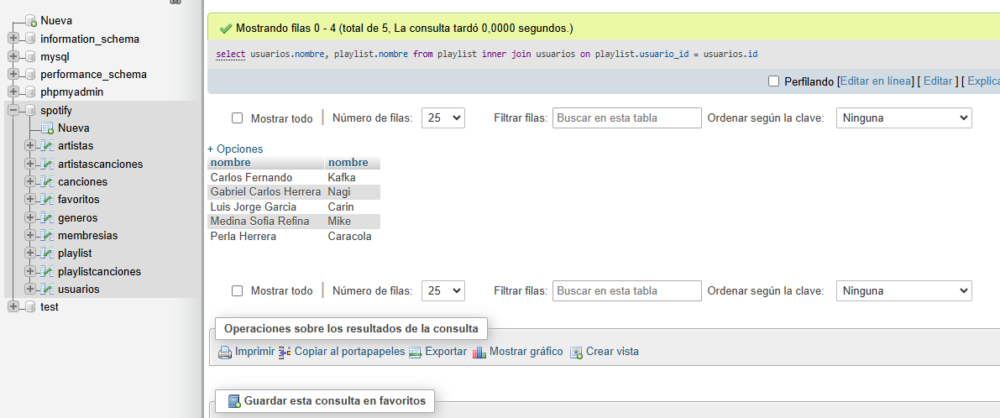 Nueva
information_schema
mysql
performance_schema
phpmyadmin
spotify
Nueva
artistas
artistascanciones
canciones
favoritos
generos
membresias
playlist
playlistcanciones
usuarios
test
Mostrando filas 0 - 4 (total de 5, La consulta tardó 0,0000 segundos.)
select usuarios.nombre, playlist.nombre from playlist inner join usuarios on playlist.usuario_id = usuarios.id
Perfilando [Editar en línea] [ Editar ] [ Explica
Mostrar todo | Número de filas: 25 Filtrar filas: Buscar en esta tabla Ordenar según la clave: Ninguna
+ Opciones
nombre nombre
Carlos Fernando Kafka
Gabriel Carlos Herrera Nagi
Luis Jorge Garcia Carin
Medina Sofia Refina Mike
Perla Herrera Caracola
Mostrar todo | Número de filas: 25 Filtrar filas: Buscar en esta tabla Ordenar según la clave: Ninguna
Operaciones sobre los resultados de la consulta
Imprimir Copiar al portapapeles Exportar Mostrar gráfico Crear vista
Guardar esta consulta en favoritos